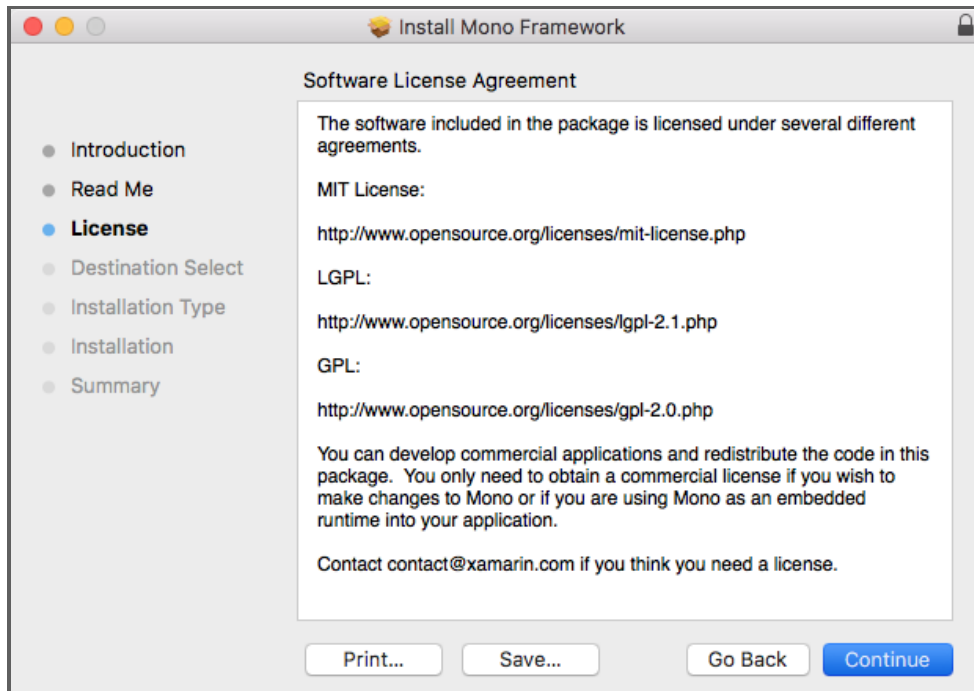 Install Mono Framework
Software License Agreement
Introduction
Read Me
License
Destination Select
Installation Type
Installation
Summary
The software included in the package is licensed under several different
agreements.
MIT License:
http://www.opensource.org/licenses/mit-license.php
LGPL:
http://www.opensource.org/licenses/lgpl-2.1.php
GPL:
http://www.opensource.org/licenses/gpl-2.0.php
You can develop commercial applications and redistribute the code in this
package.  You only need to obtain a commercial license if you wish to
make changes to Mono or if you are using Mono as an embedded
runtime into your application.
Contact contact@xamarin.com if you think you need a license.
Print...
Save...
Go Back
Continue